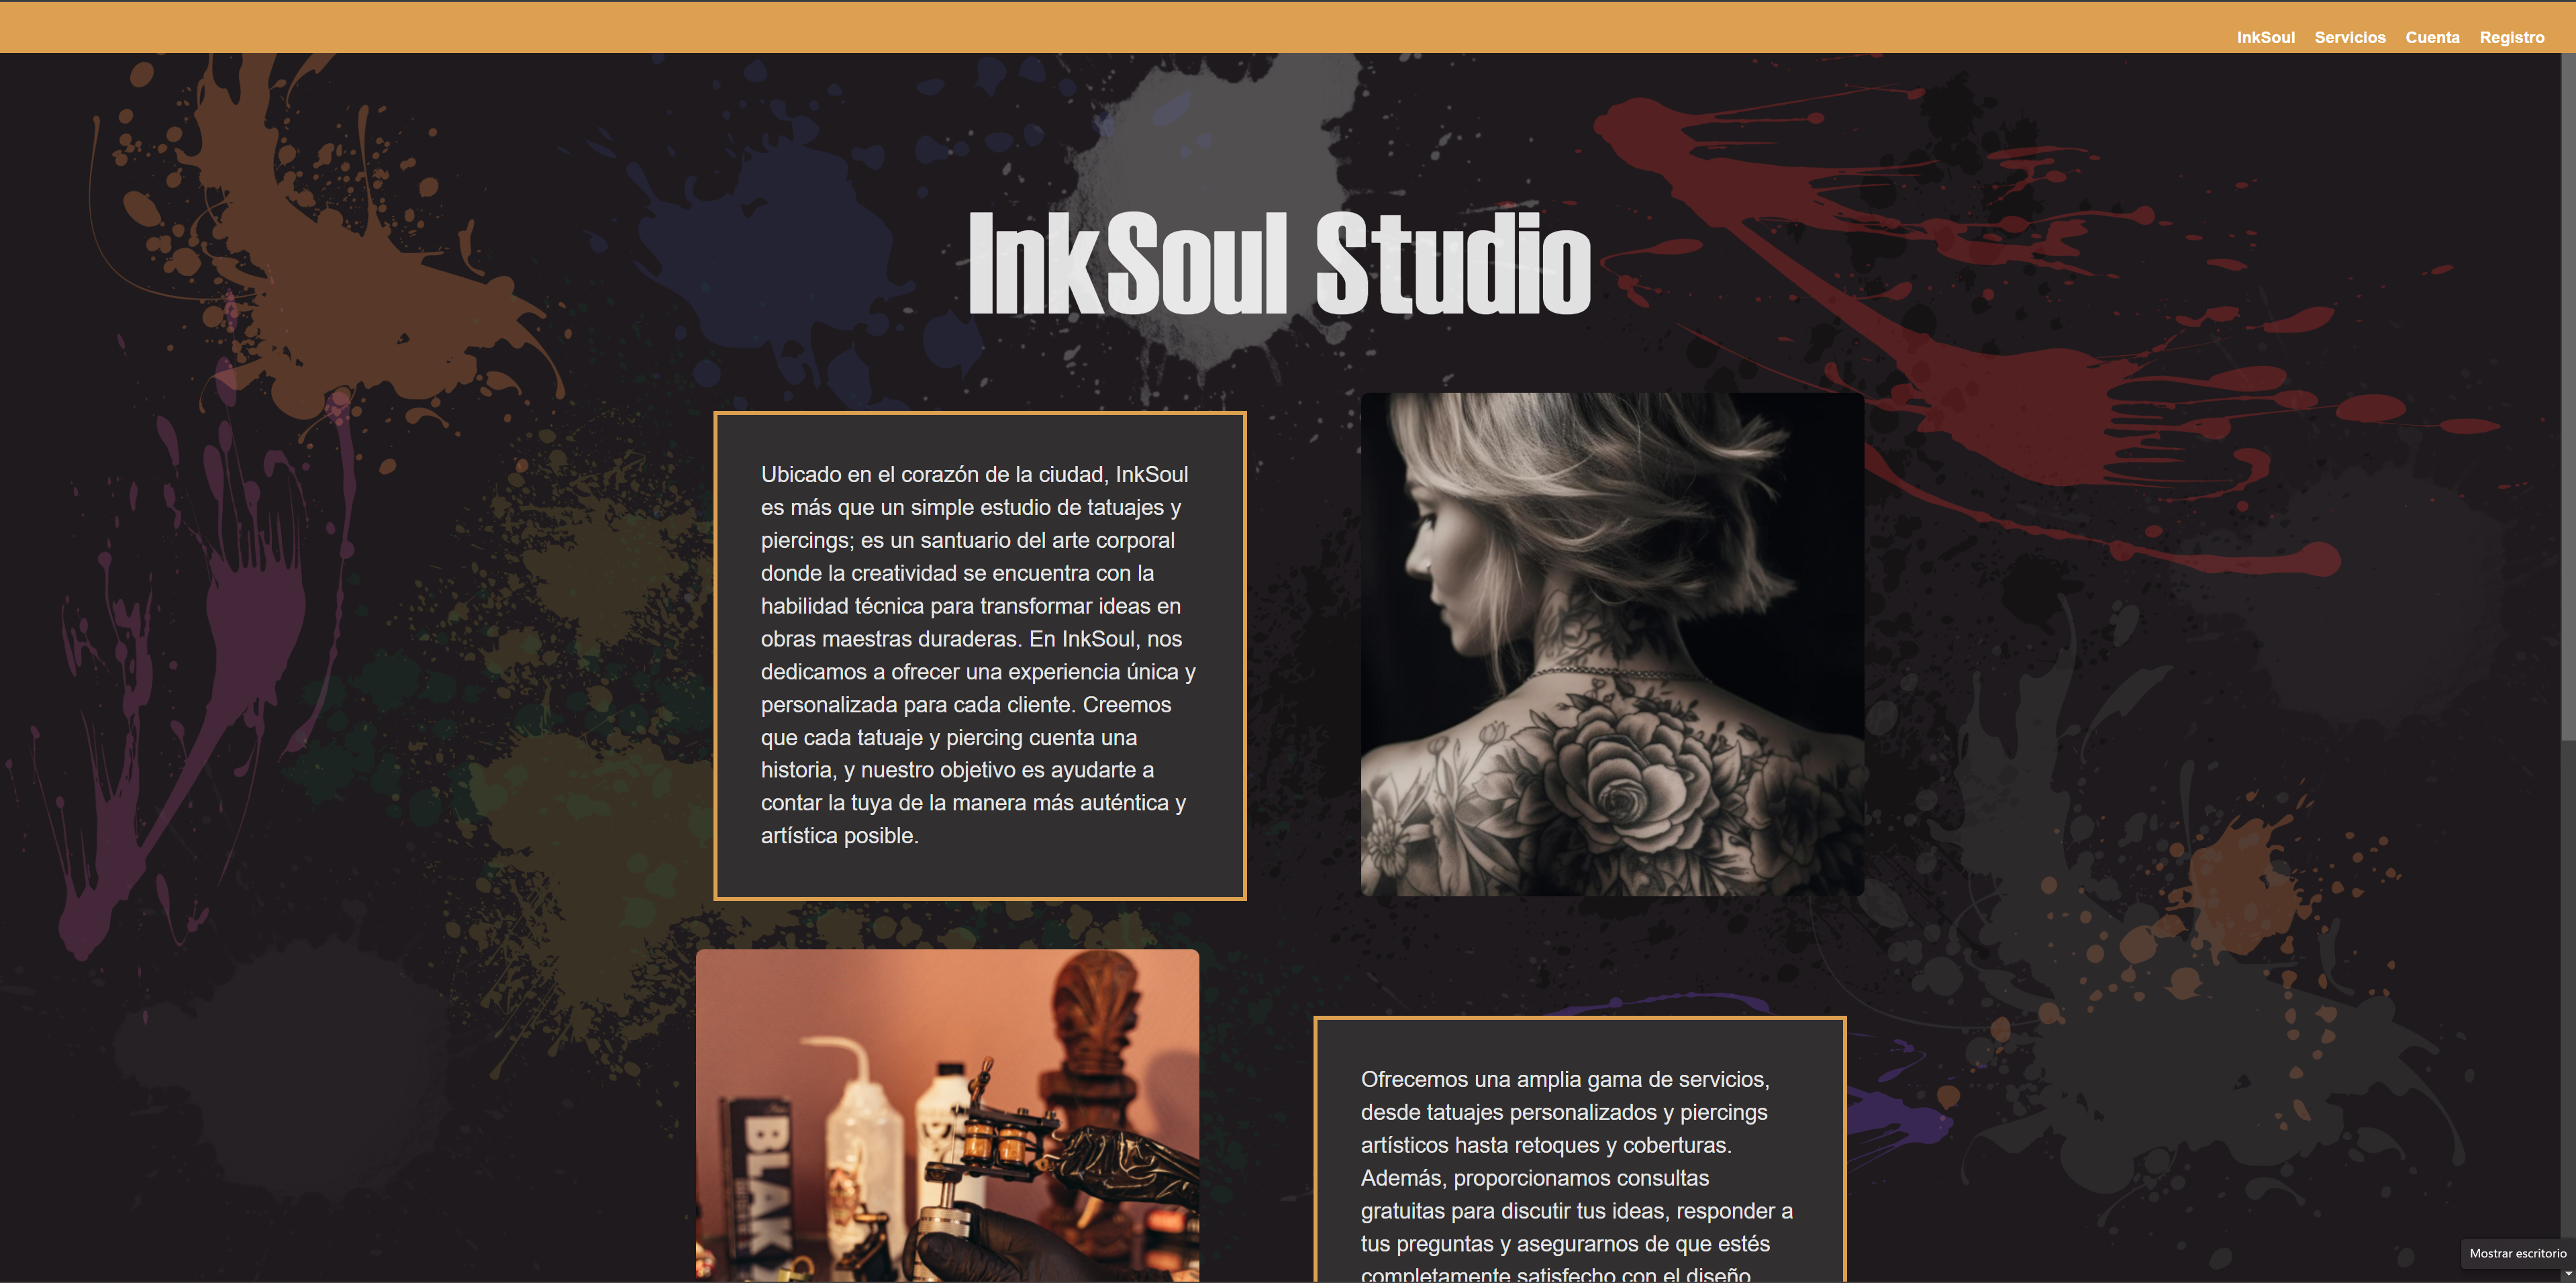 InkSoul Servicios Cuenta Registro
InkSoul Studio
Ubicado en el corazón de la ciudad, InkSoul
es más que un simple estudio de tatuajes y
piercings; es un santuario del arte corporal
donde la creatividad se encuentra con la
habilidad técnica para transformar ideas en
obras maestras duraderas. En InkSoul, nos
dedicamos a ofrecer una experiencia única y
personalizada para cada cliente. Creemos
que cada tatuaje y piercing cuenta una
historia, y nuestro objetivo es ayudarte a
contar la tuya de la manera más auténtica y
artística posible.
BLAK
Ofrecemos una amplia gama de servicios,
desde tatuajes personalizados y piercings
artísticos hasta retoques y coberturas.
Además, proporcionamos consultas
gratuitas para discutir tus ideas, responder a
tus preguntas y asegurarnos de que estés
completamente satisfecho con el diseño
Mostrar escritorio